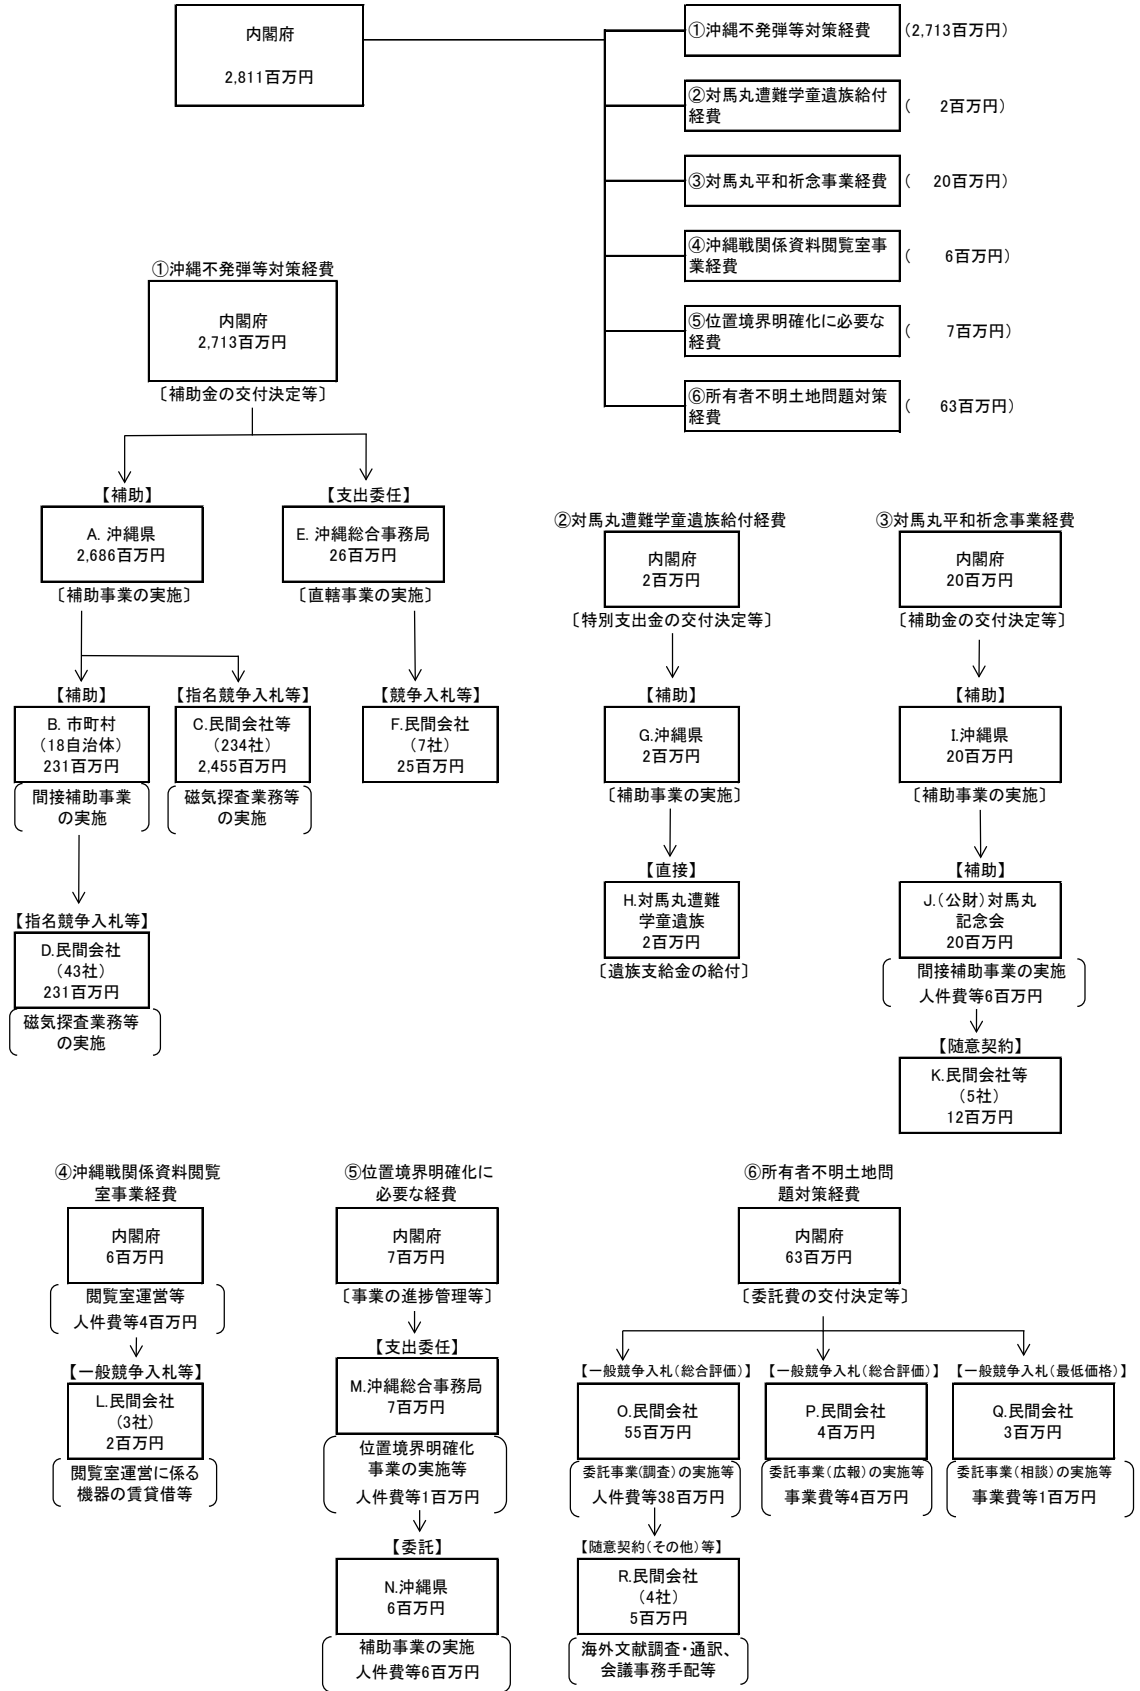 内閣府
2,811百万円
①沖縄不発弾等対策経費
(2,713百万円)
②対馬丸遭難学童遺族給付
経費
( 2百万円)
③対馬丸平和祈念事業経費
( 20百万円)
④沖縄戦関係資料閲覧室事
業経費
( 6百万円)
⑤位置境界明確化に必要な
経費
( 7百万円)
⑥所有者不明土地問題対策
経費
( 63百万円)
①沖縄不発弾等対策経費
内閣府
2,713百万円
〔補助金の交付決定等〕
【補助】
A. 沖縄県
2,686百万円
〔補助事業の実施〕
【支出委任】
E. 沖縄総合事務局
26百万円
〔直轄事業の実施〕
【補助】
B. 市町村
(18自治体)
231百万円
間接補助事業
の実施
【指名競争入札等】
C.民間会社等
(234社)
2,455百万円
磁気探査業務等
の実施
【競争入札等】
F.民間会社
(7社)
25百万円
【指名競争入札等】
D.民間会社
(43社)
231百万円
磁気探査業務等
の実施
②対馬丸遭難学童遺族給付経費
内閣府
2百万円
〔特別支出金の交付決定等〕
【補助】
G.沖縄県
2百万円
〔補助事業の実施〕
【直接】
H.対馬丸遭難
学童遺族
2百万円
〔遺族支給金の給付〕
③対馬丸平和祈念事業経費
内閣府
20百万円
〔補助金の交付決定等〕
【補助】
I.沖縄県
20百万円
〔補助事業の実施〕
【補助】
J.(公財)対馬丸
記念会
20百万円
間接補助事業の実施
人件費等6百万円
【随意契約】
K.民間会社等
(5社)
12百万円
④沖縄戦関係資料閲覧
室事業経費
内閣府
6百万円
閲覧室運営等
人件費等4百万円
【一般競争入札等】
L.民間会社
(3社)
2百万円
閲覧室運営に係る
機器の賃貸借等
⑤位置境界明確化に
必要な経費
内閣府
7百万円
〔事業の進捗管理等〕
【支出委任】
M.沖縄総合事務局
7百万円
位置境界明確化
事業の実施等
人件費等1百万円
【委託】
N.沖縄県
6百万円
補助事業の実施
人件費等6百万円
⑥所有者不明土地問
題対策経費
内閣府
63百万円
〔委託費の交付決定等〕
【一般競争入札(総合評価)】
O.民間会社
55百万円
委託事業(調査)の実施等
人件費等38百万円
【一般競争入札(総合評価)】
P.民間会社
4百万円
委託事業(広報)の実施等
事業費等4百万円
【一般競争入札(最低価格)】
Q.民間会社
3百万円
委託事業(相談)の実施等
事業費等1百万円
【随意契約(その他)等】
R.民間会社
(4社)
5百万円
海外文献調査・通訳、
会議事務手配等